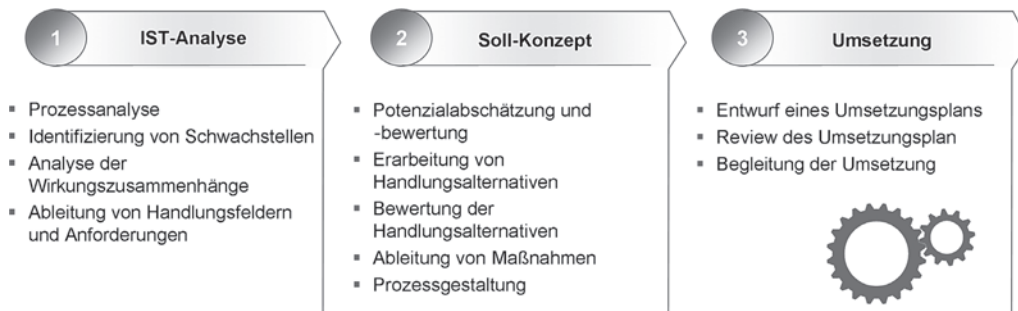 1 IST-Analyse
▪ Prozessanalyse
▪ Identifizierung von Schwachstellen
▪ Analyse der
Wirkungszusammenhänge
▪ Ableitung von Handlungsfeldern
und Anforderungen
2 Soll-Konzept
▪ Potenzialabschätzung und
-bewertung
▪ Erarbeitung von
Handlungsalternativen
▪ Bewertung der
Handlungsalternativen
▪ Ableitung von Maßnahmen
▪ Prozessgestaltung
3 Umsetzung
▪ Entwurf eines Umsetzungsplans
▪ Review des Umsetzungsplan
▪ Begleitung der Umsetzung